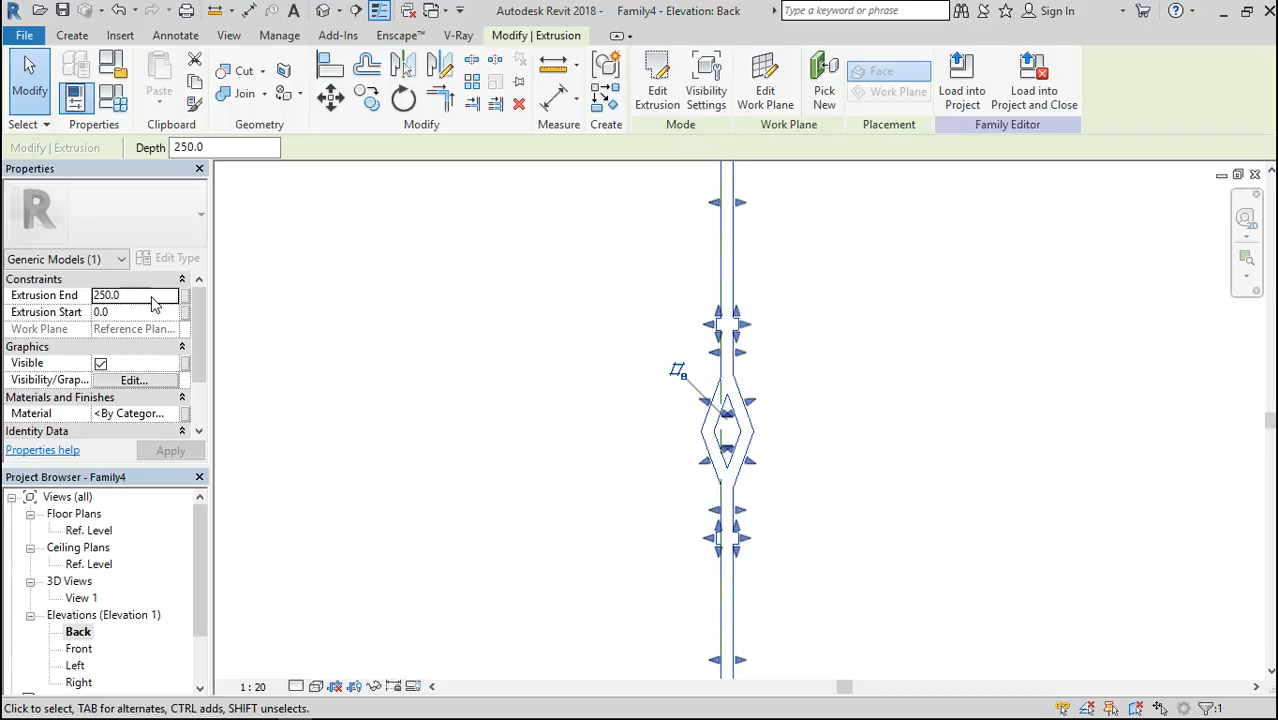 Autodesk Revit 2018 -
Family4 - Elevation: Back
Type a keyword or phrase
Sign In
File
Create
Insert
Annotate
View
Manage
Add-Ins
Enscape™
V-Ray
Modify | Extrusion
Modify
Paste
Cut
Join
Edit
Extrusion
Visibility
Settings
Edit
Work Plane
Pick
New
Face
Work Plane
Load into
Project
Load into
Project and Close
Select
Properties
Clipboard
Geometry
Modify
Measure
Create
Mode
Work Plane
Placement
Family Editor
Modify | Extrusion
Depth 250.0
Properties
R
Generic Models (1)
Edit Type
Constraints
Extrusion End 250.0
Extrusion Start 0.0
Work Plane Reference Plan...
Graphics
Visible
Visibility/Grap... Edit...
Materials and Finishes
Material <By Categor...
Identity Data
Properties help
Apply
Project Browser - Family4
Views (all)
Floor Plans
Ref. Level
Ceiling Plans
Ref. Level
3D Views
View 1
Elevations (Elevation 1)
Back
Front
Left
Right
1 : 20
2D
Click to select, TAB for alternates, CTRL adds, SHIFT unselects.
:1